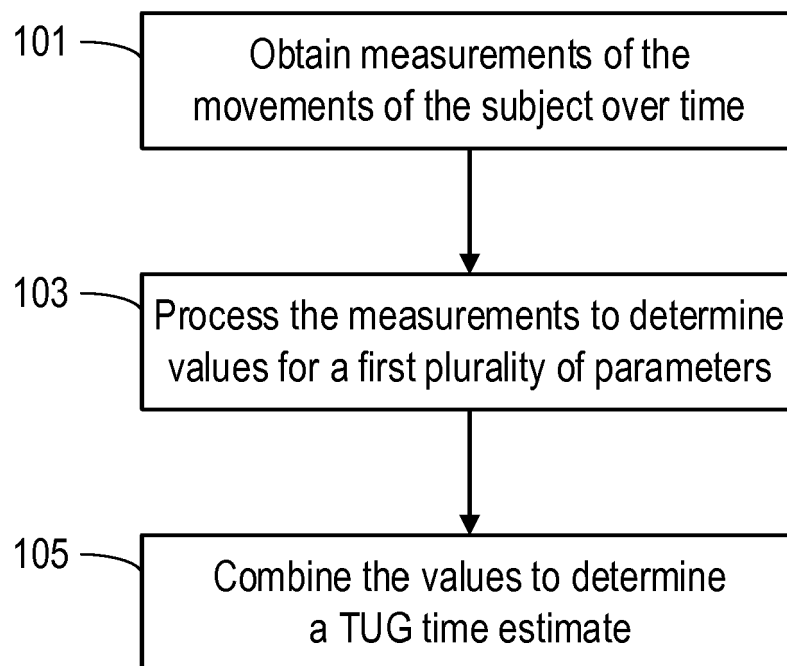 101
Obtain measurements of the
movements of the subject over time
103
Process the measurements to determine
values for a first plurality of parameters
105
Combine the values to determine
a TUG time estimate